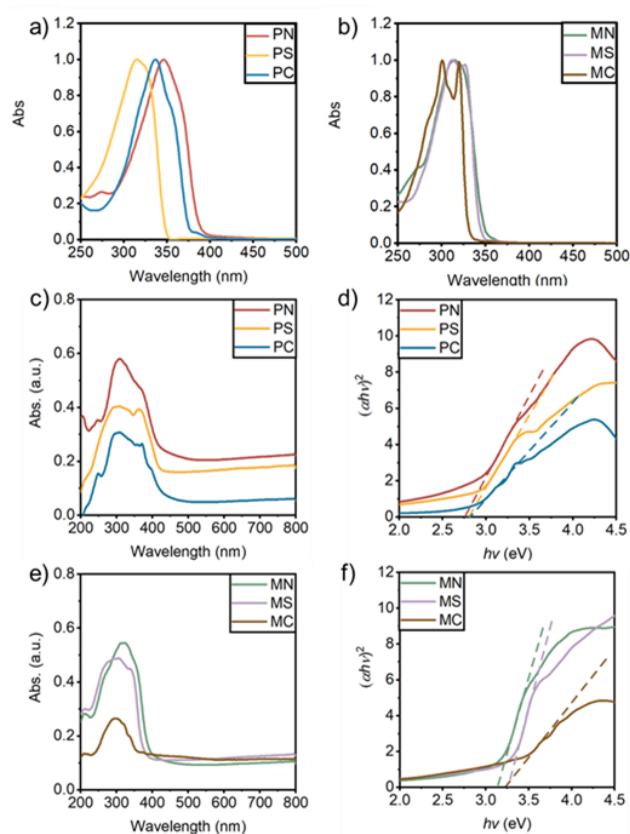 a)
PN
PS
PC
Abs
1.0
0.8
0.6
0.4
0.2
0.0
250 300 350 400 450 500
Wavelength (nm)
b)
MN
MS
MC
Abs
1.0
0.8
0.6
0.4
0.2
0.0
250 300 350 400 450 500
Wavelength (nm)
c)
PN
PS
PC
Abs. (a.u.)
0.8
0.6
0.4
0.2
0.0
200 300 400 500 600 700 800
Wavelength (nm)
d)
PN
PS
PC
(αhν)²
12
10
8
6
4
2
0
2.0 2.5 3.0 3.5 4.0 4.5
hν (eV)
e)
MN
MS
MC
Abs. (a.u.)
0.8
0.6
0.4
0.2
0.0
200 300 400 500 600 700 800
Wavelength (nm)
f)
MN
MS
MC
(αhν)²
12
10
8
6
4
2
0
2.0 2.5 3.0 3.5 4.0 4.5
hν (eV)